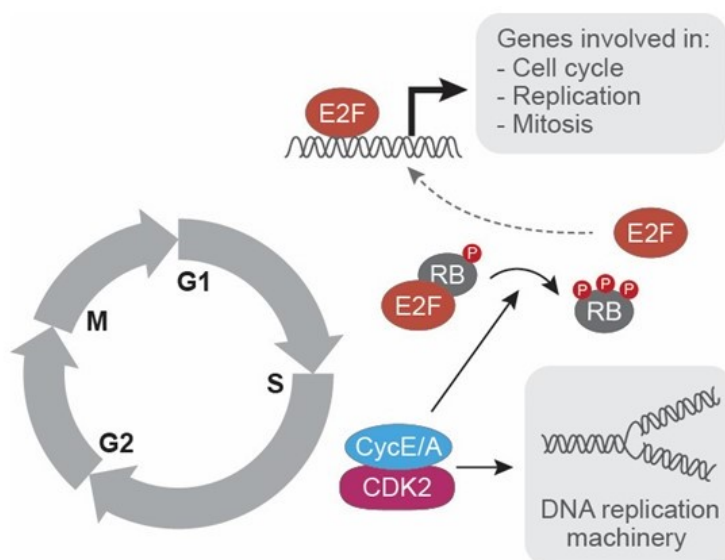 Genes involved in:
- Cell cycle
- Replication
- Mitosis
E2F
E2F
P
RB
E2F
P P P
RB
G1
M
S
G2
CycE/A
CDK2
DNA replication
machinery